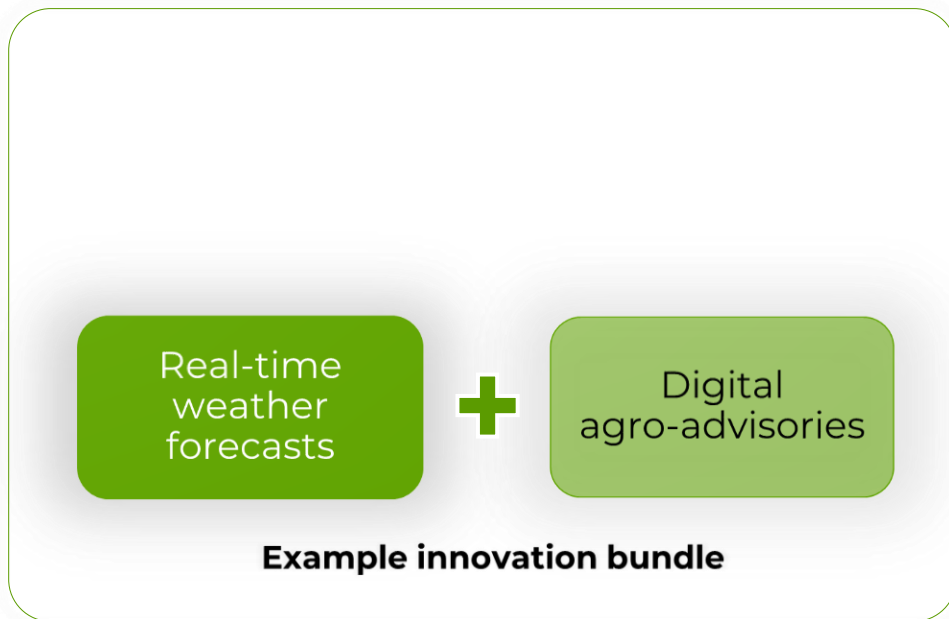 Real-time
weather
forecasts
Digital
agro-advisories
Example innovation bundle